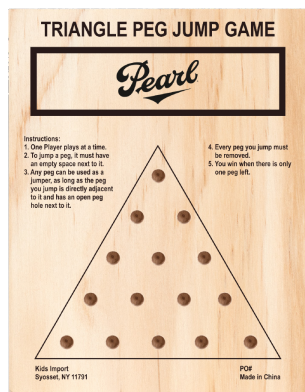 TRIANGLE PEG JUMP GAME
Pearl
Instructions:
1. One Player plays at a time.
2. To jump a peg, it must have
an empty space next to it.
3. Any peg can be used as a
jumper, as long as the peg
you jump is directly adjacent
to it and has an open peg
hole next to it.
4. Every peg you jump must
be removed.
5. You win when there is only
one peg left.
Kids Import
Syosset, NY 11791
PO#
Made in China